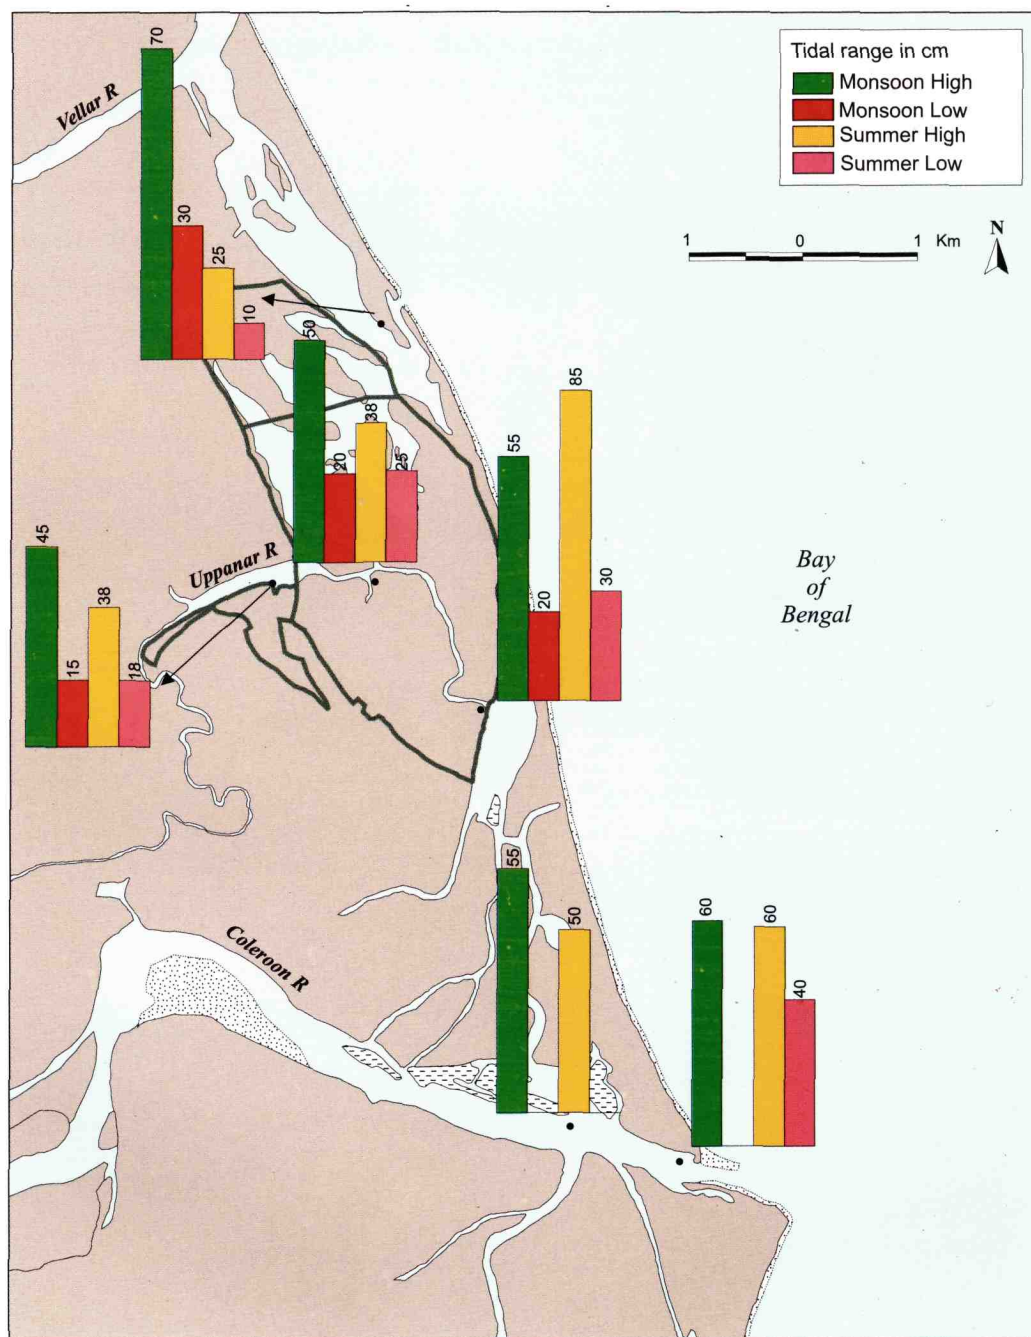 Tidal range in cm
Monsoon High
Monsoon Low
Summer High
Summer Low
1 0 1 Km
N
Vellar R
70
30
25
10
50
20
38
25
85
55
20
30
Bay
of
Bengal
45
15
38
18
Uppanar R
Coleroon R
55
50
60
60
40